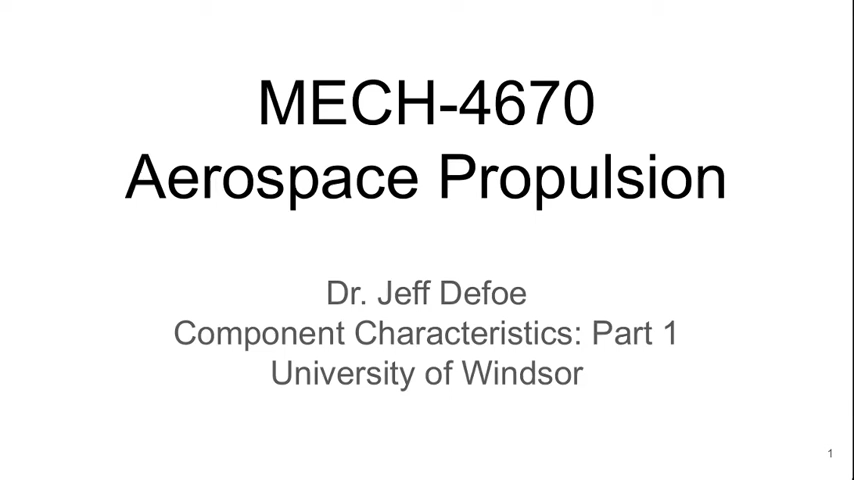 MECH-4670
Aerospace Propulsion
Dr. Jeff Defoe
Component Characteristics: Part 1
University of Windsor
1